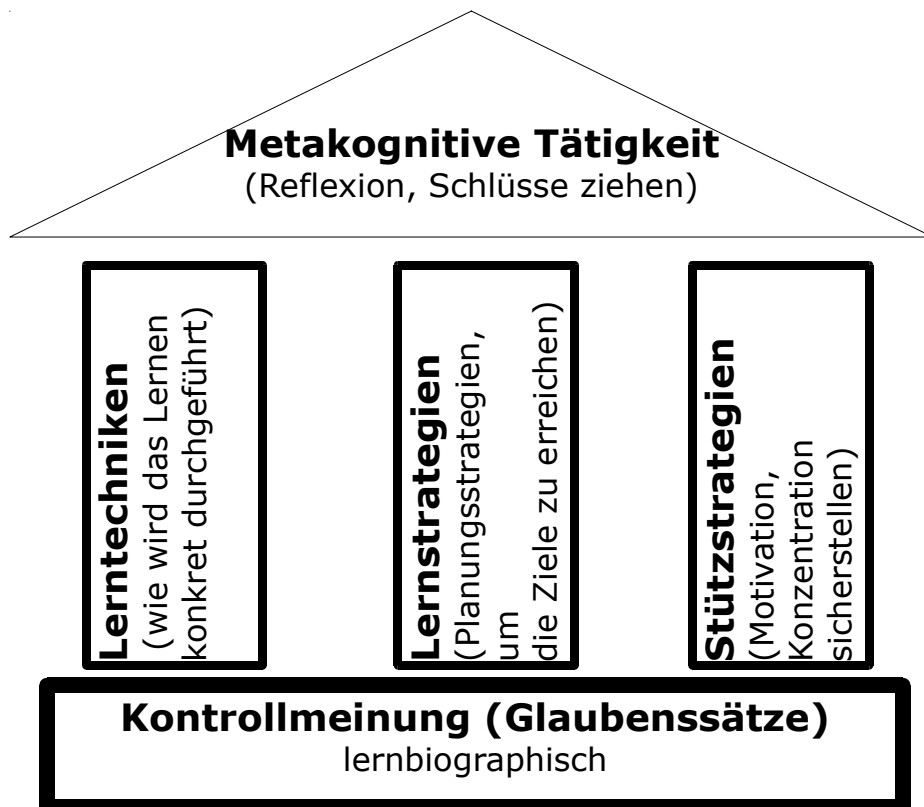 Metakognitive Tätigkeit
(Reflexion, Schlüsse ziehen)
Lerntechniken
(wie wird das Lernen
konkret durchgeführt)
Lernstrategien
(Planungsstrategien,
um
die Ziele zu erreichen)
Stützstrategien
(Motivation,
Konzentration
sicherstellen)
Kontrollmeinung (Glaubenssätze)
lernbiographisch